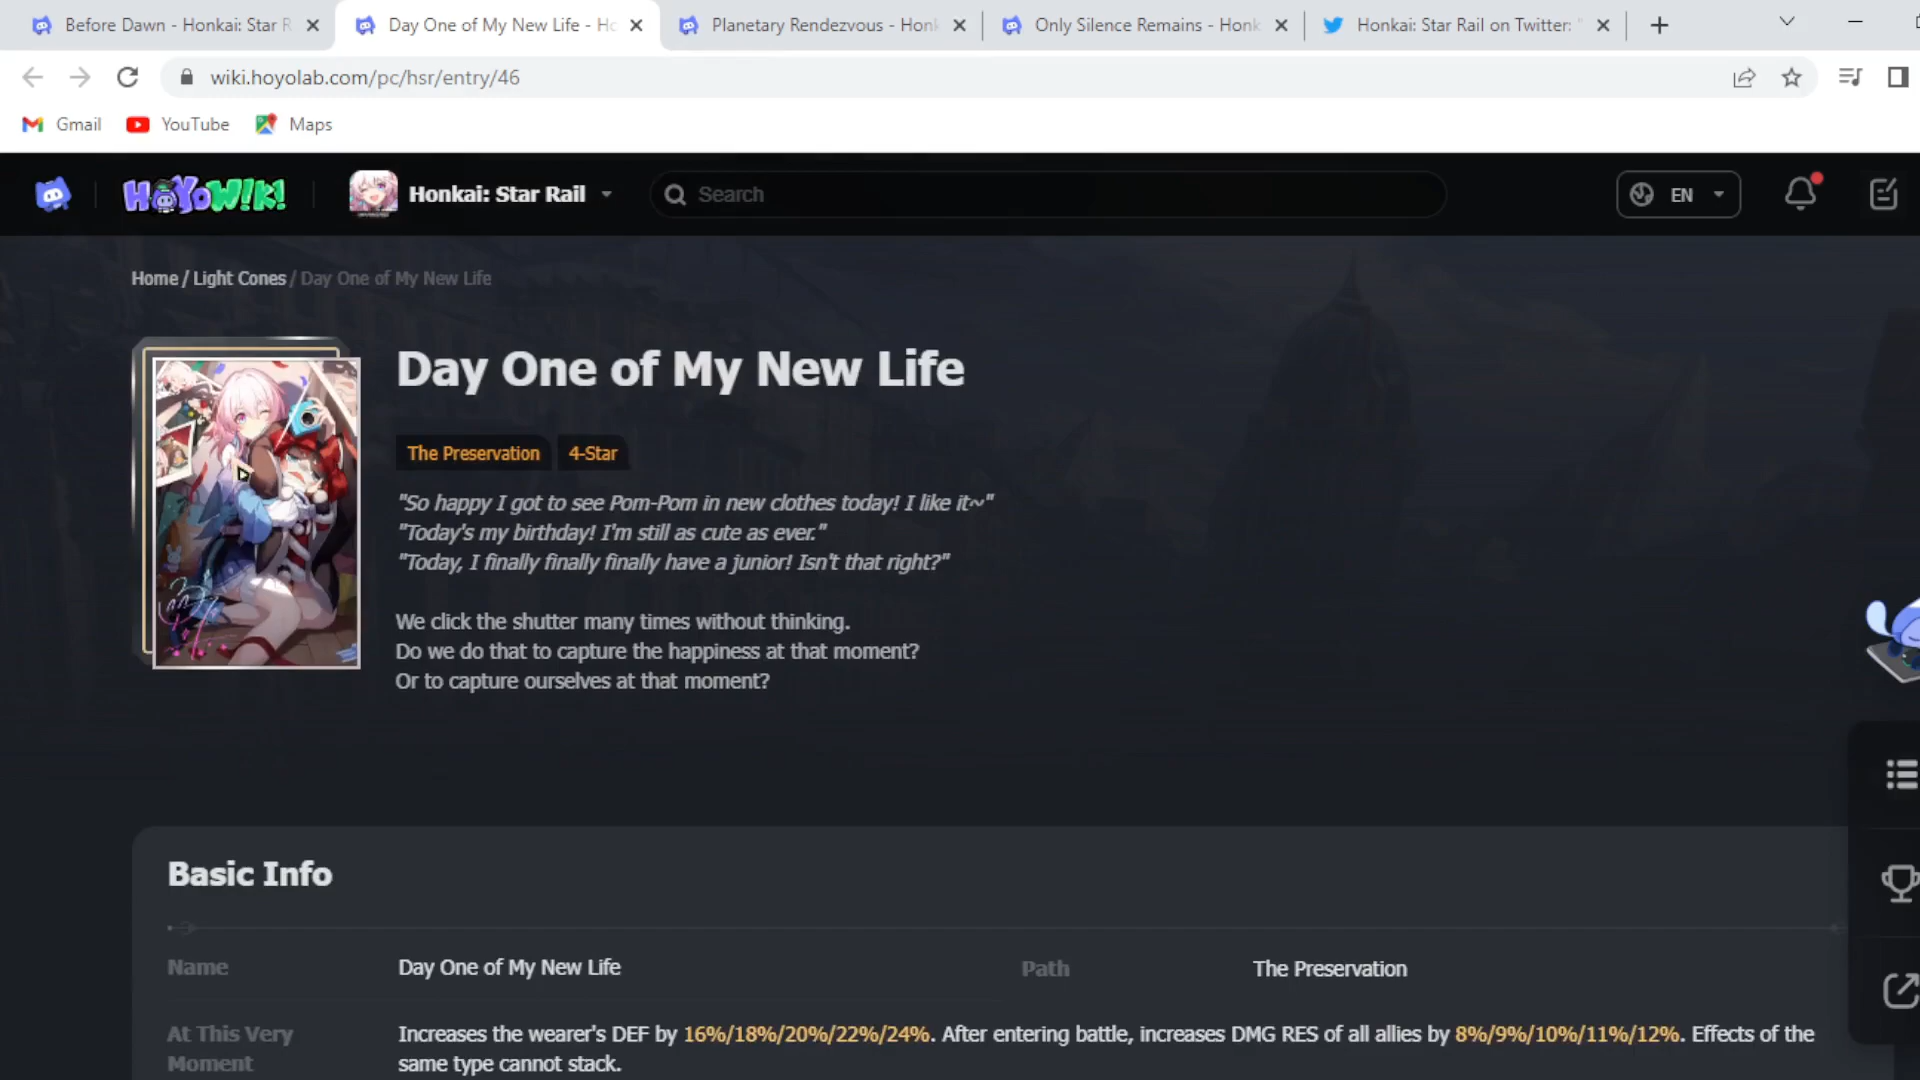 Before Dawn - Honkai: Star R
Day One of My New Life - Ho
Planetary Rendezvous - Honk
Only Silence Remains - Honk
Honkai: Star Rail on Twitter: "
wiki.hoyolab.com/pc/hsr/entry/46
Gmail
YouTube
Maps
HoYoWiKi!
Honkai: Star Rail
Search
EN
Home / Light Cones / Day One of My New Life
Day One of My New Life
The Preservation
4-Star
"So happy I got to see Pom-Pom in new clothes today! I like it~"
"Today's my birthday! I'm still as cute as ever."
"Today, I finally finally finally have a junior! Isn't that right?"
We click the shutter many times without thinking.
Do we do that to capture the happiness at that moment?
Or to capture ourselves at that moment?
Basic Info
Name
Day One of My New Life
Path
The Preservation
At This Very
Moment
Increases the wearer's DEF by 16%/18%/20%/22%/24%. After entering battle, increases DMG RES of all allies by 8%/9%/10%/11%/12%. Effects of the
same type cannot stack.